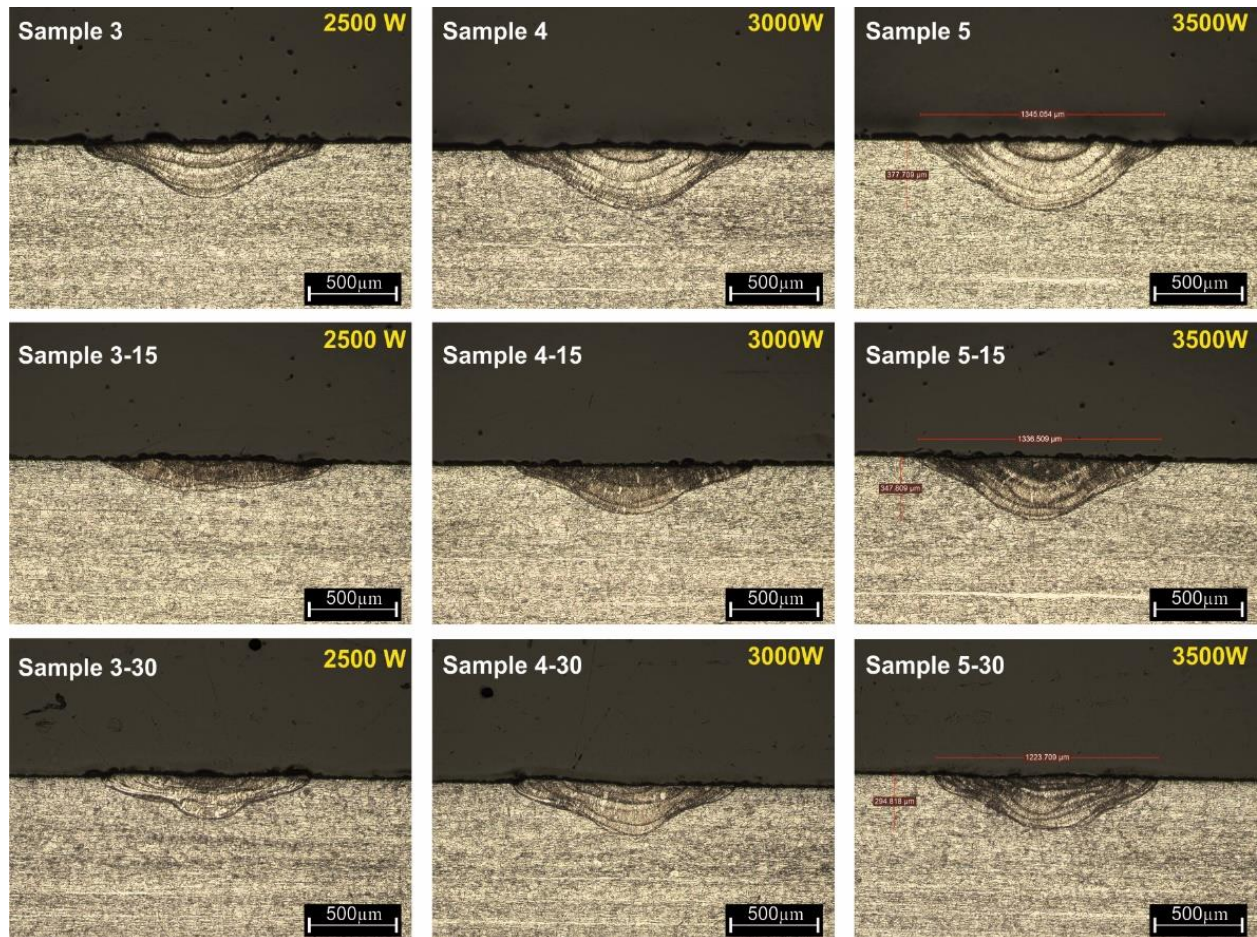 Sample 3
2500 W
500µm
Sample 4
3000W
500µm
Sample 5
3500W
1345.054 µm
377.709 µm
500µm
Sample 3-15
2500 W
500µm
Sample 4-15
3000W
500µm
Sample 5-15
3500W
1336.509 µm
347.809 µm
500µm
Sample 3-30
2500 W
500µm
Sample 4-30
3000W
500µm
Sample 5-30
3500W
1223.709 µm
294.818 µm
500µm